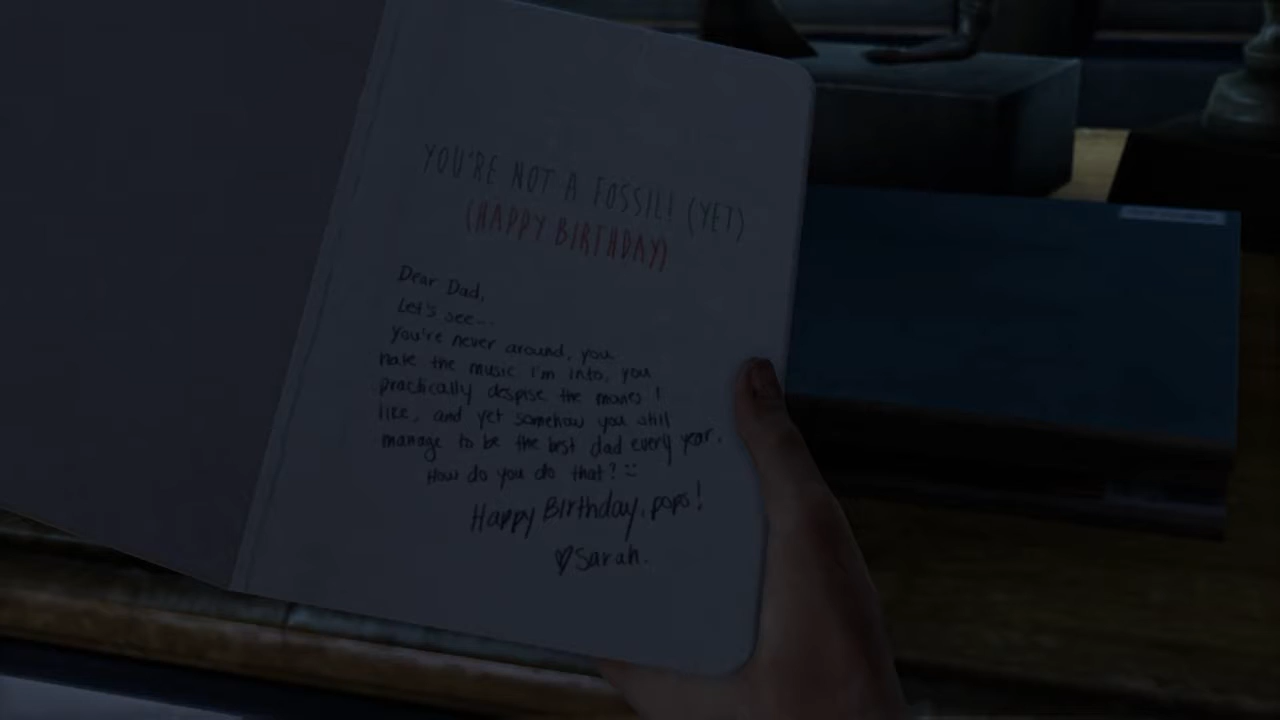 YOU'RE NOT A FOSSIL! (YET)
(HAPPY BIRTHDAY)
Dear Dad,
Let's see...
You're never around, you
hate the music I'm into, you
practically despise the movies I
like, and yet somehow you still
manage to be the best dad every year.
How do you do that? :)
Happy Birthday, pops!
♡Sarah.